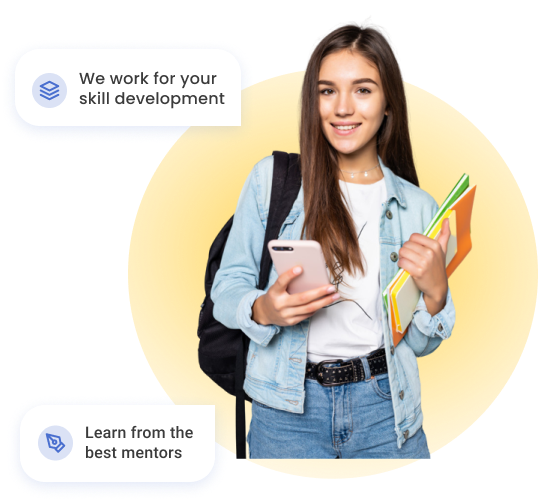 We work for your
skill development
Learn from the
best mentors